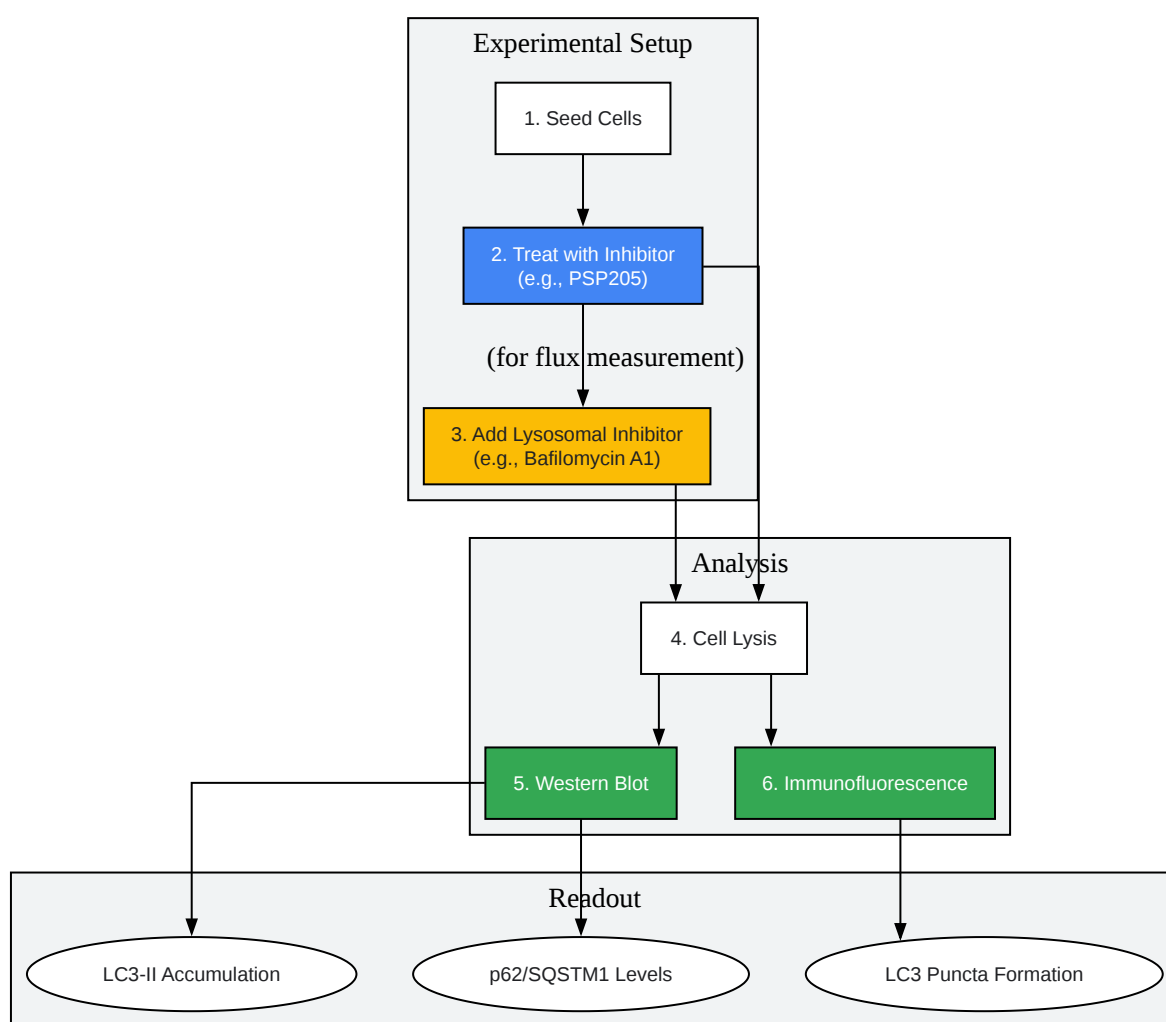 Experimental Setup
1. Seed Cells
2. Treat with Inhibitor
(e.g., PSP205)
(for flux measurement)
3. Add Lysosomal Inhibitor
(e.g., Bafilomycin A1)
Analysis
4. Cell Lysis
5. Western Blot
6. Immunofluorescence
Readout
LC3-II Accumulation
p62/SQSTM1 Levels
LC3 Puncta Formation